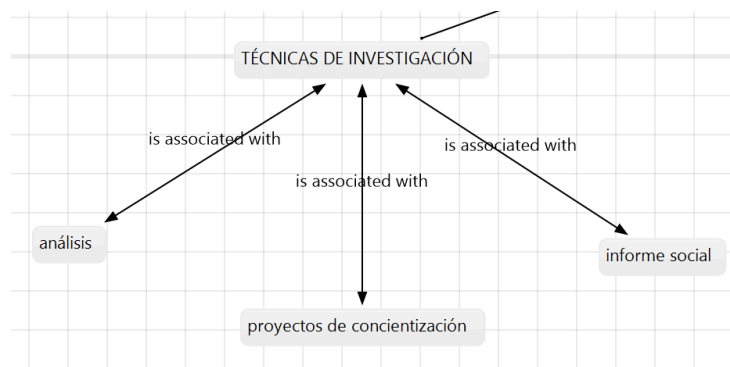 TÉCNICAS DE INVESTIGACIÓN
is associated with
is associated with
is associated with
análisis
informe social
proyectos de concientización